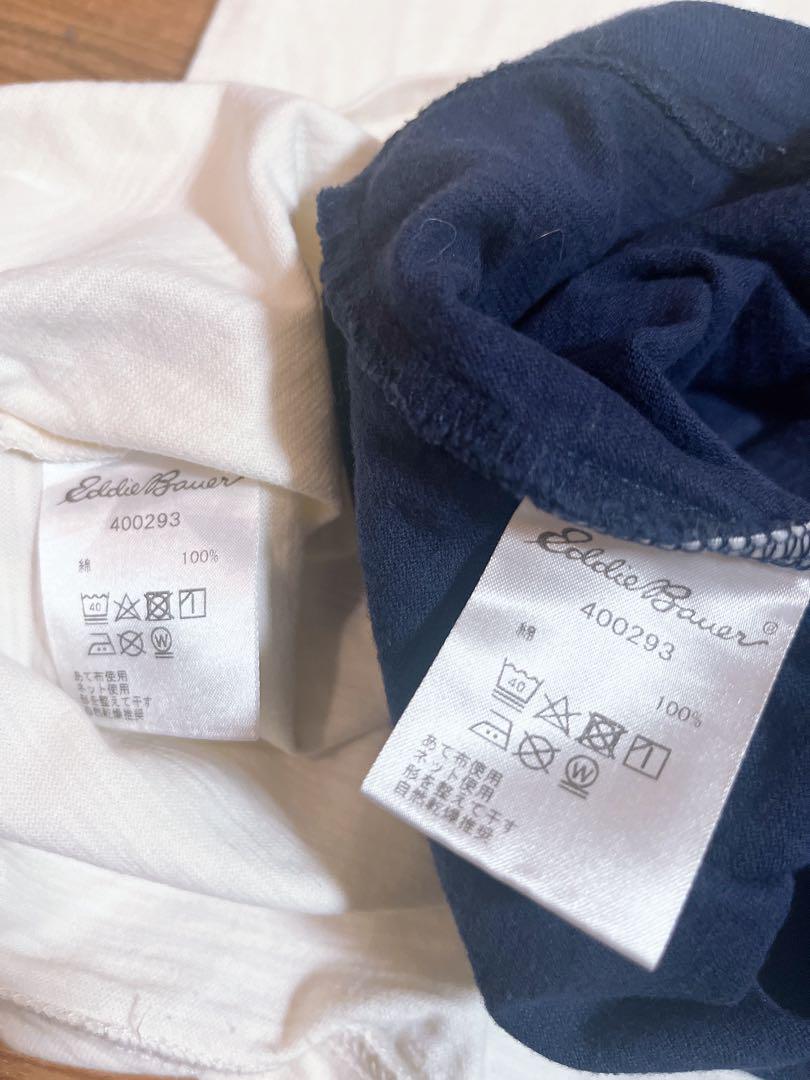 Eddie Bauer
400293
綿 100%
40
W
あて布使用
ネット使用
形を整えて干す
自然乾燥推奨
Eddie Bauer®
400293
綿 100%
40
W
あて布使用
ネット使用
形を整えて干す
自然乾燥推奨